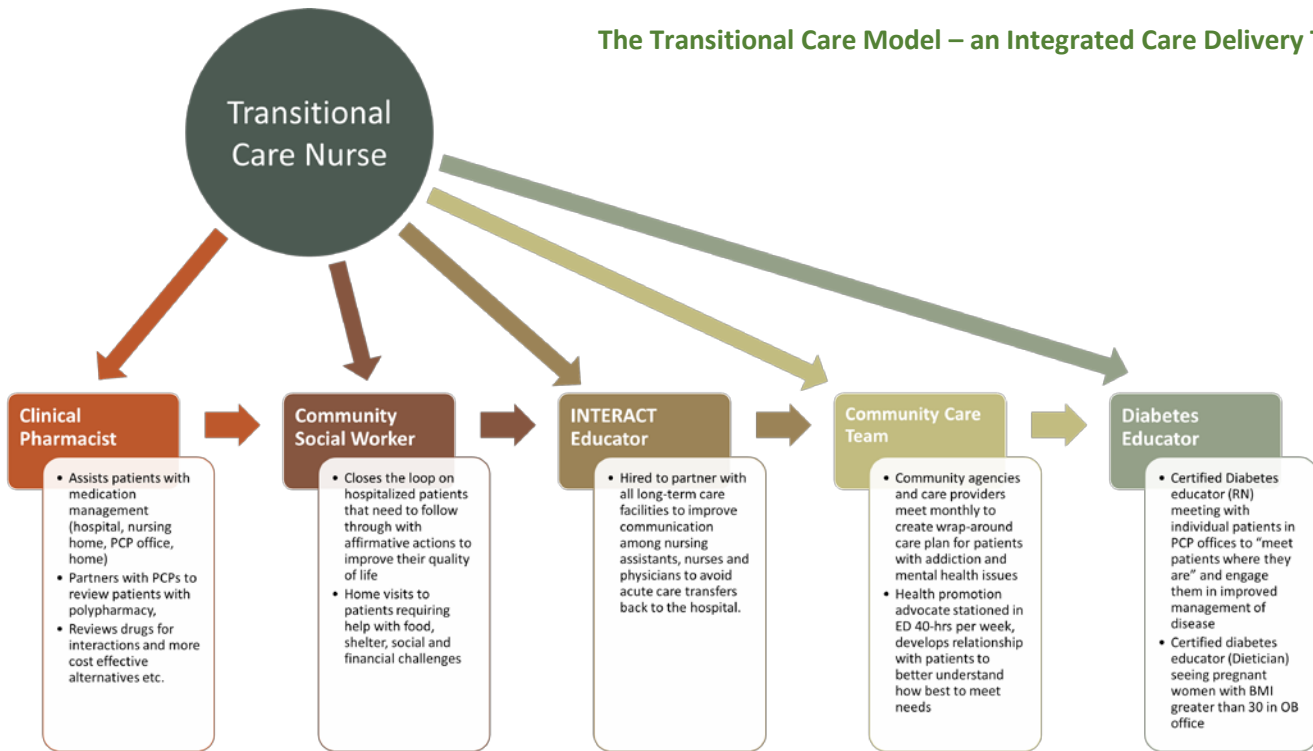 The Transitional Care Model – an Integrated Care Delivery
Transitional
Care Nurse
Clinical
Pharmacist
• Assists patients with
medication
management
(hospital, nursing
home, PCP office,
home)
• Partners with PCPs to
review patients with
polypharmacy,
• Reviews drugs for
interactions and more
cost effective
alternatives etc.
Community
Social Worker
• Closes the loop on
hospitalized patients
that need to follow
through with
affirmative actions to
improve their quality
of life
• Home visits to
patients requiring
help with food,
shelter, social and
financial challenges
INTERACT
Educator
• Hired to partner with
all long-term care
facilities to improve
communication
among nursing
assistants, nurses and
physicians to avoid
acute care transfers
back to the hospital.
Community Care
Team
• Community agencies
and care providers
meet monthly to
create wrap-around
care plan for patients
with addiction and
mental health issues
• Health promotion
advocate stationed in
ED 40-hrs per week,
develops relationship
with patients to
better understand
how best to meet
needs
Diabetes
Educator
• Certified Diabetes
educator (RN)
meeting with
individual patients in
PCP offices to “meet
patients where they
are” and engage
them in improved
management of
disease
• Certified diabetes
educator (Dietician)
seeing pregnant
women with BMI
greater than 30 in OB
office